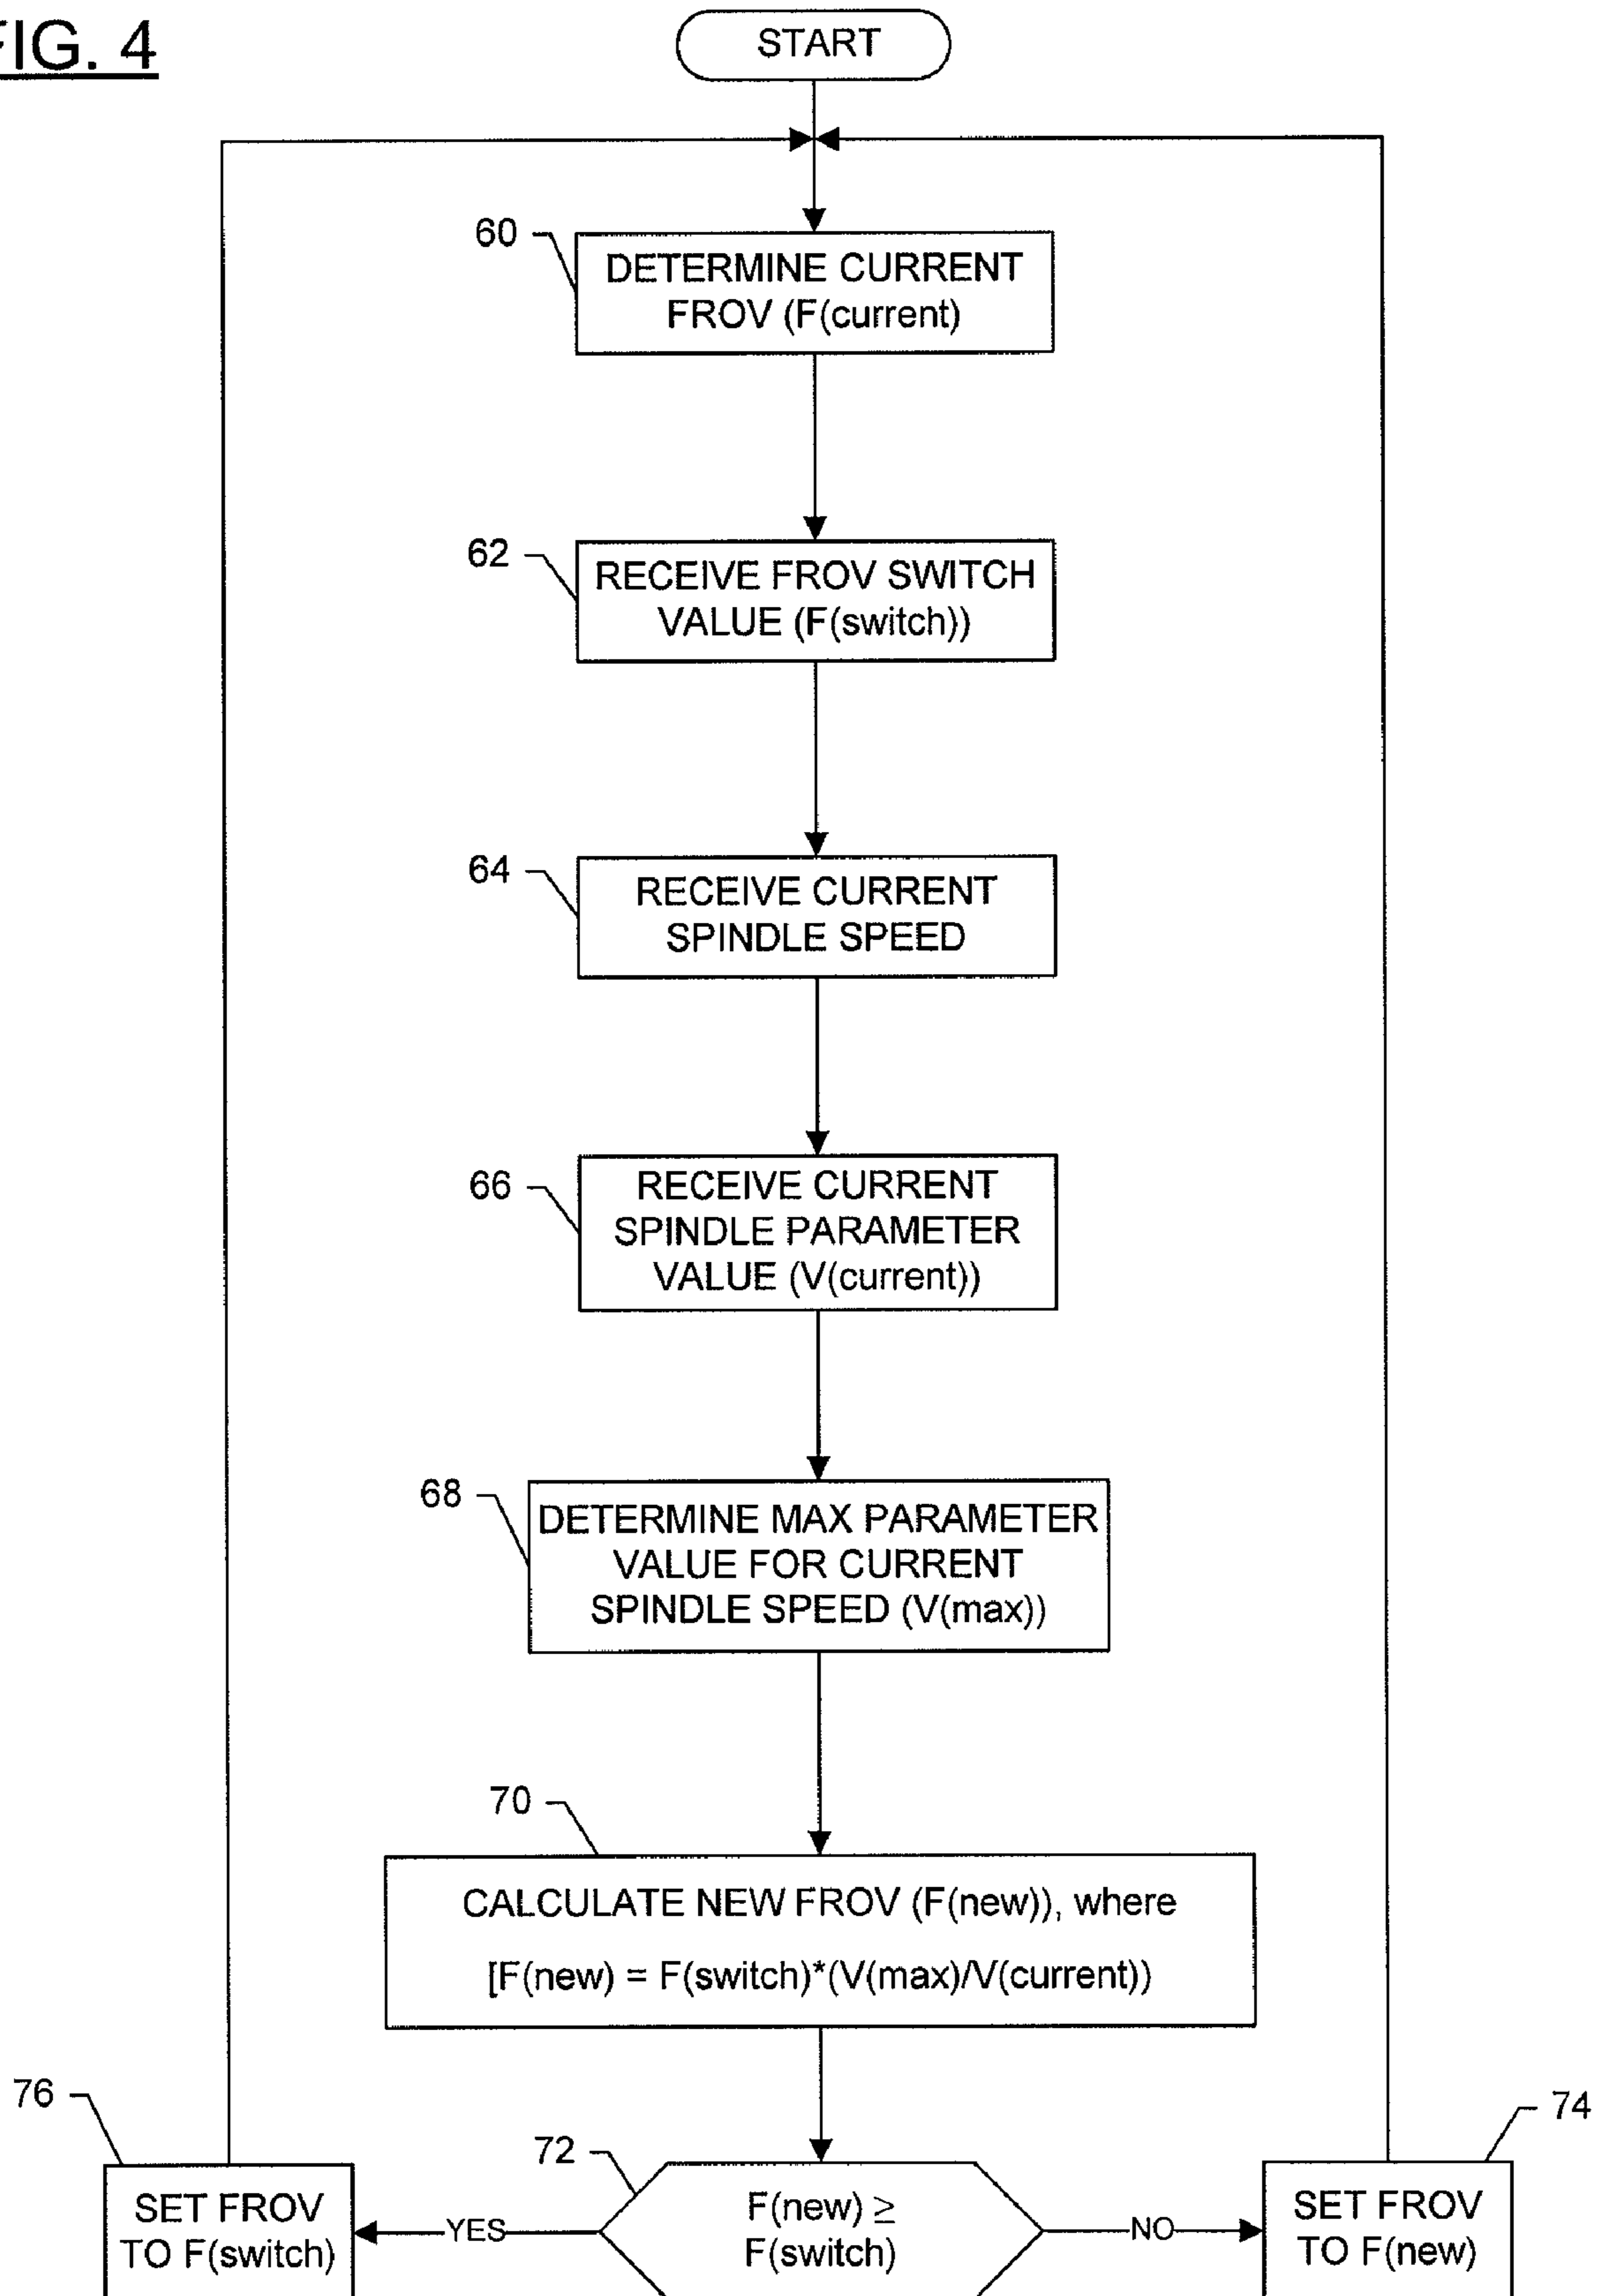 FIG. 4
START
60
DETERMINE CURRENT
FROV (F(current)
62
RECEIVE FROV SWITCH
VALUE (F(switch))
64
RECEIVE CURRENT
SPINDLE SPEED
66
RECEIVE CURRENT
SPINDLE PARAMETER
VALUE (V(current))
68
DETERMINE MAX PARAMETER
VALUE FOR CURRENT
SPINDLE SPEED (V(max))
70
CALCULATE NEW FROV (F(new)), where
[F(new) = F(switch)*(V(max)/V(current))
76
SET FROV
TO F(switch)
YES
72
F(new) ≥
F(switch)
NO
74
SET FROV
TO F(new)